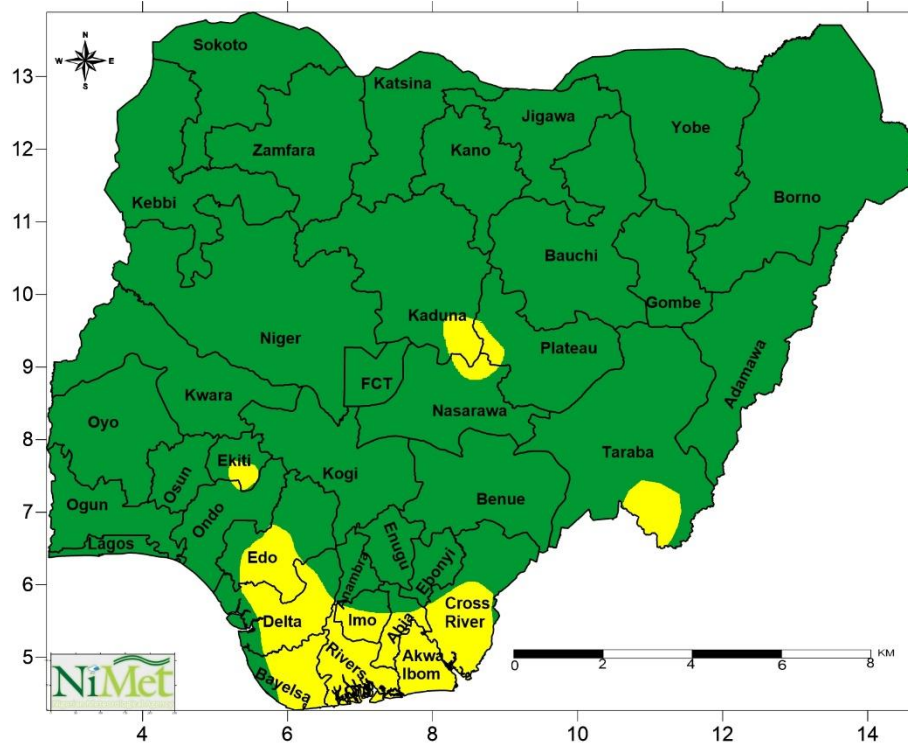 N
W E
S
Sokoto
13
Katsina
Jigawa
Yobe
Kano
12
Zamfara
Kebbi
Borno
11
Bauchi
10
Gombe
Kaduna
Niger
Plateau
9
FCT
Adamawa
Kwara
Nasarawa
Oyo
8
Taraba
Ekiti
Kogi
Osun
Benue
Ogun
7
Ondo
Enugu
Lagos
Edo
Anambra
Ebonyi
6
Cross
River
Delta
Imo
Abia
5
Akwa
Ibom
Rivers
Bayelsa
KM
0 2 4 6 8
NiMet
4 6 8 10 12 14